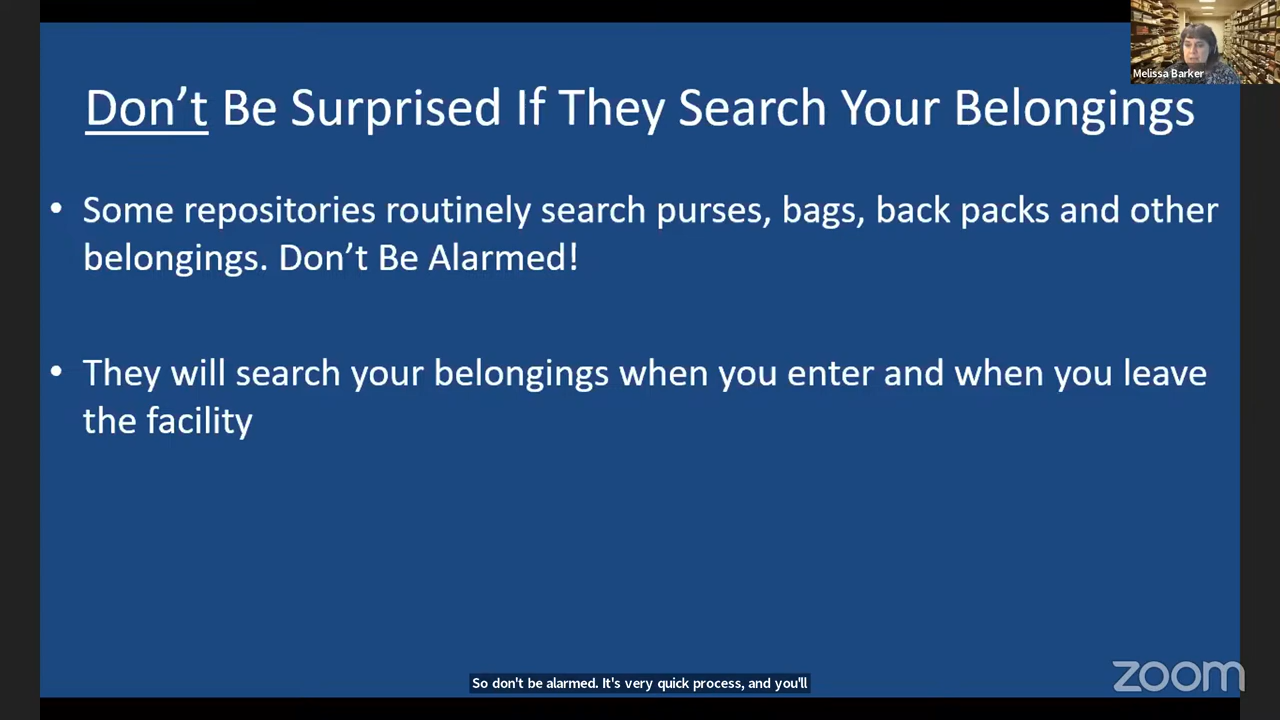 Melissa Barker
Don't Be Surprised If They Search Your Belongings
• Some repositories routinely search purses, bags, back packs and other
belongings. Don't Be Alarmed!
• They will search your belongings when you enter and when you leave
the facility
So don't be alarmed. It's very quick process, and you'll
zoom